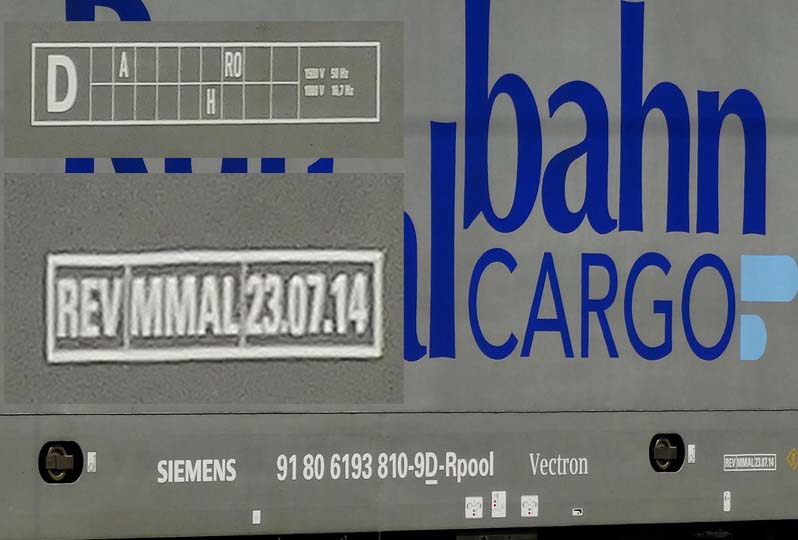 D A RO 1500 V 50 Hz
H 1000 V 16,7 Hz
REV MMAL 23.07.14
bahn
CARGO
SIEMENS 91 80 6193 810-9D-Rpool Vectron REV MMAL 23.07.14